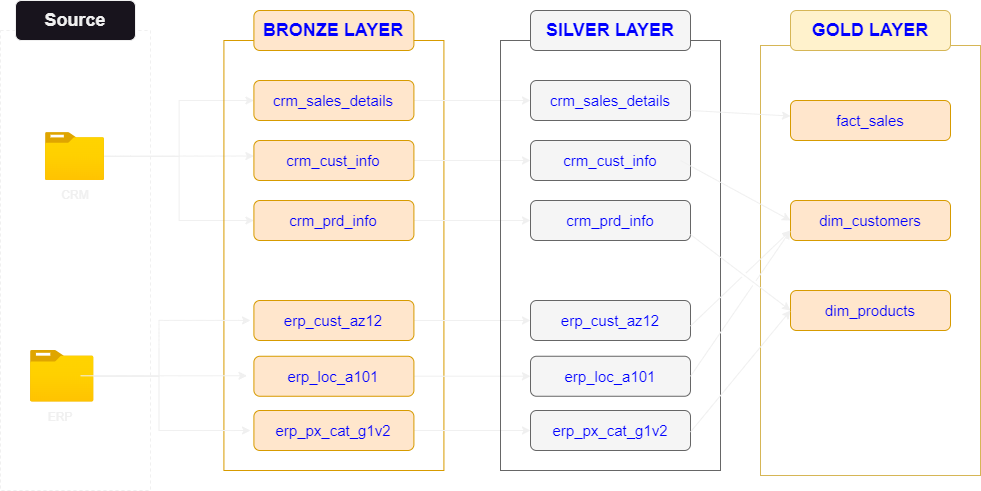 Source
BRONZE LAYER
SILVER LAYER
GOLD LAYER
crm_sales_details
crm_sales_details
fact_sales
crm_cust_info
crm_cust_info
CRM
crm_prd_info
crm_prd_info
dim_customers
erp_cust_az12
erp_cust_az12
dim_products
erp_loc_a101
erp_loc_a101
ERP
erp_px_cat_g1v2
erp_px_cat_g1v2